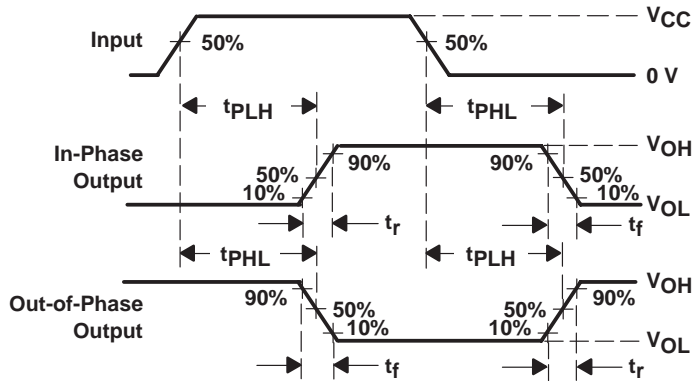 VCC
Input
50%
50%
0 V
tPLH
tPHL
In-Phase
Output
VOH
90%
90%
50%
50%
10%
10%
VOL
tr
tf
tPHL
tPLH
Out-of-Phase
Output
VOH
90%
90%
50%
50%
10%
10%
VOL
tf
tr